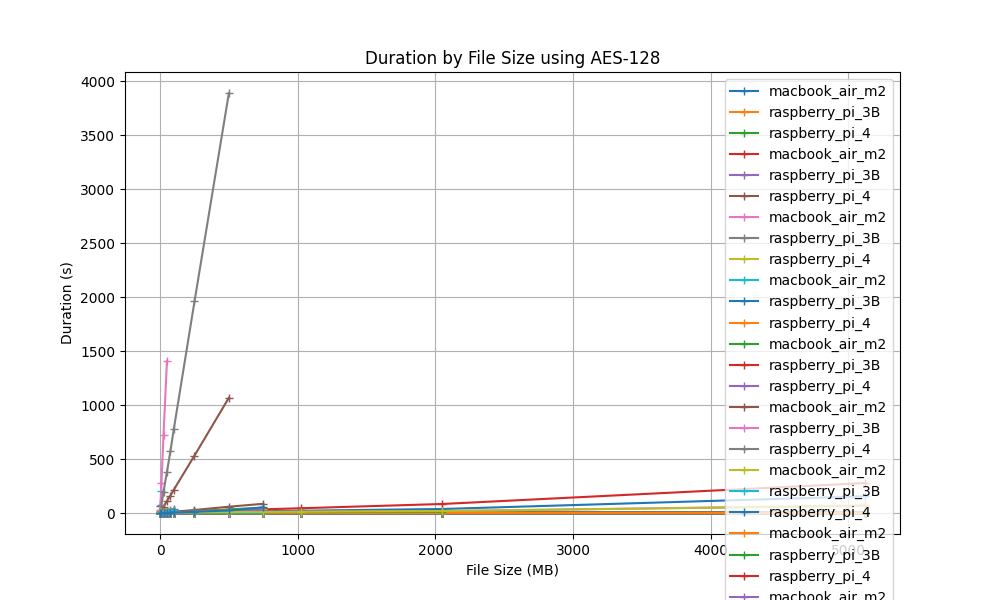 Duration by File Size using AES-128
4000
3500
3000
2500
2000
1500
1000
500
0
Duration (s)
0
1000
2000
3000
4000
5000
File Size (MB)
macbook_air_m2
raspberry_pi_3B
raspberry_pi_4
macbook_air_m2
raspberry_pi_3B
raspberry_pi_4
macbook_air_m2
raspberry_pi_3B
raspberry_pi_4
macbook_air_m2
raspberry_pi_3B
raspberry_pi_4
macbook_air_m2
raspberry_pi_3B
raspberry_pi_4
macbook_air_m2
raspberry_pi_3B
raspberry_pi_4
macbook_air_m2
raspberry_pi_3B
raspberry_pi_4
macbook_air_m2
raspberry_pi_3B
raspberry_pi_4
macbook_air_m2